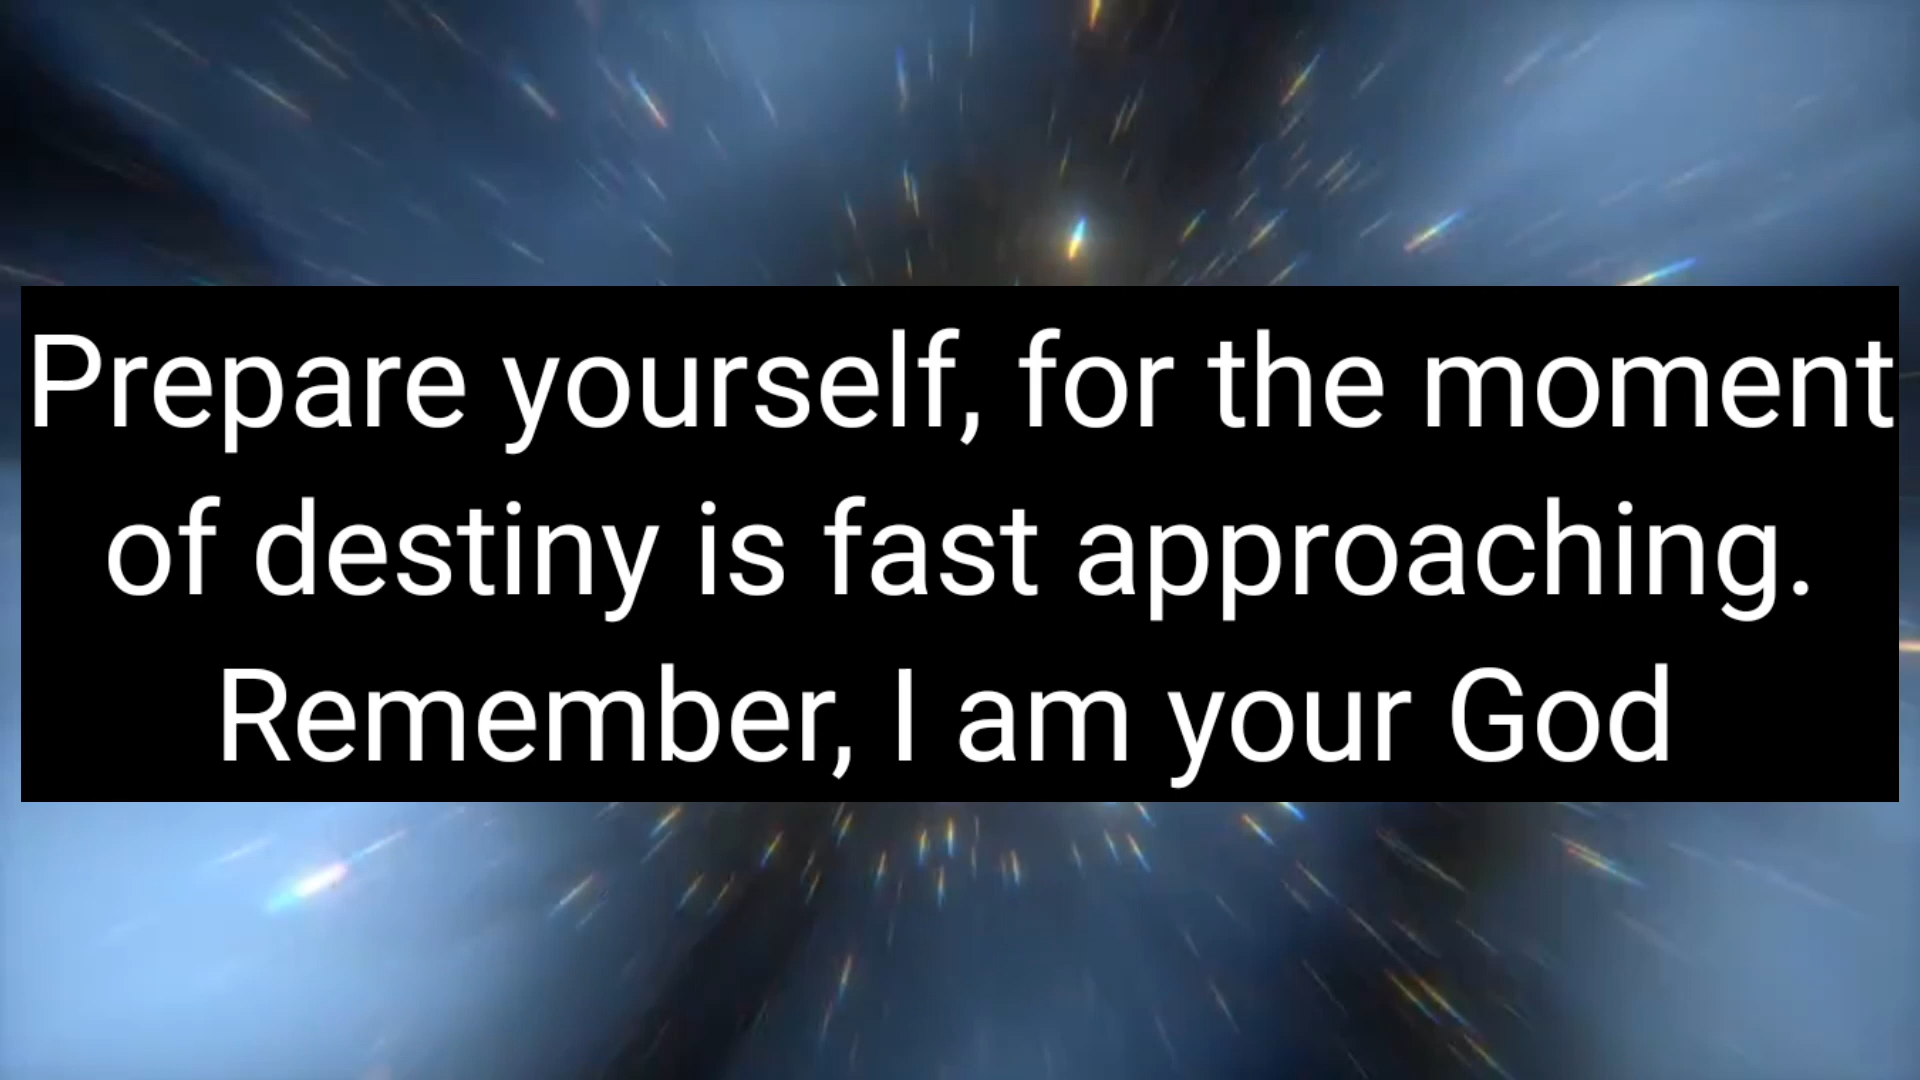 Prepare yourself, for the moment
of destiny is fast approaching.
Remember, I am your God